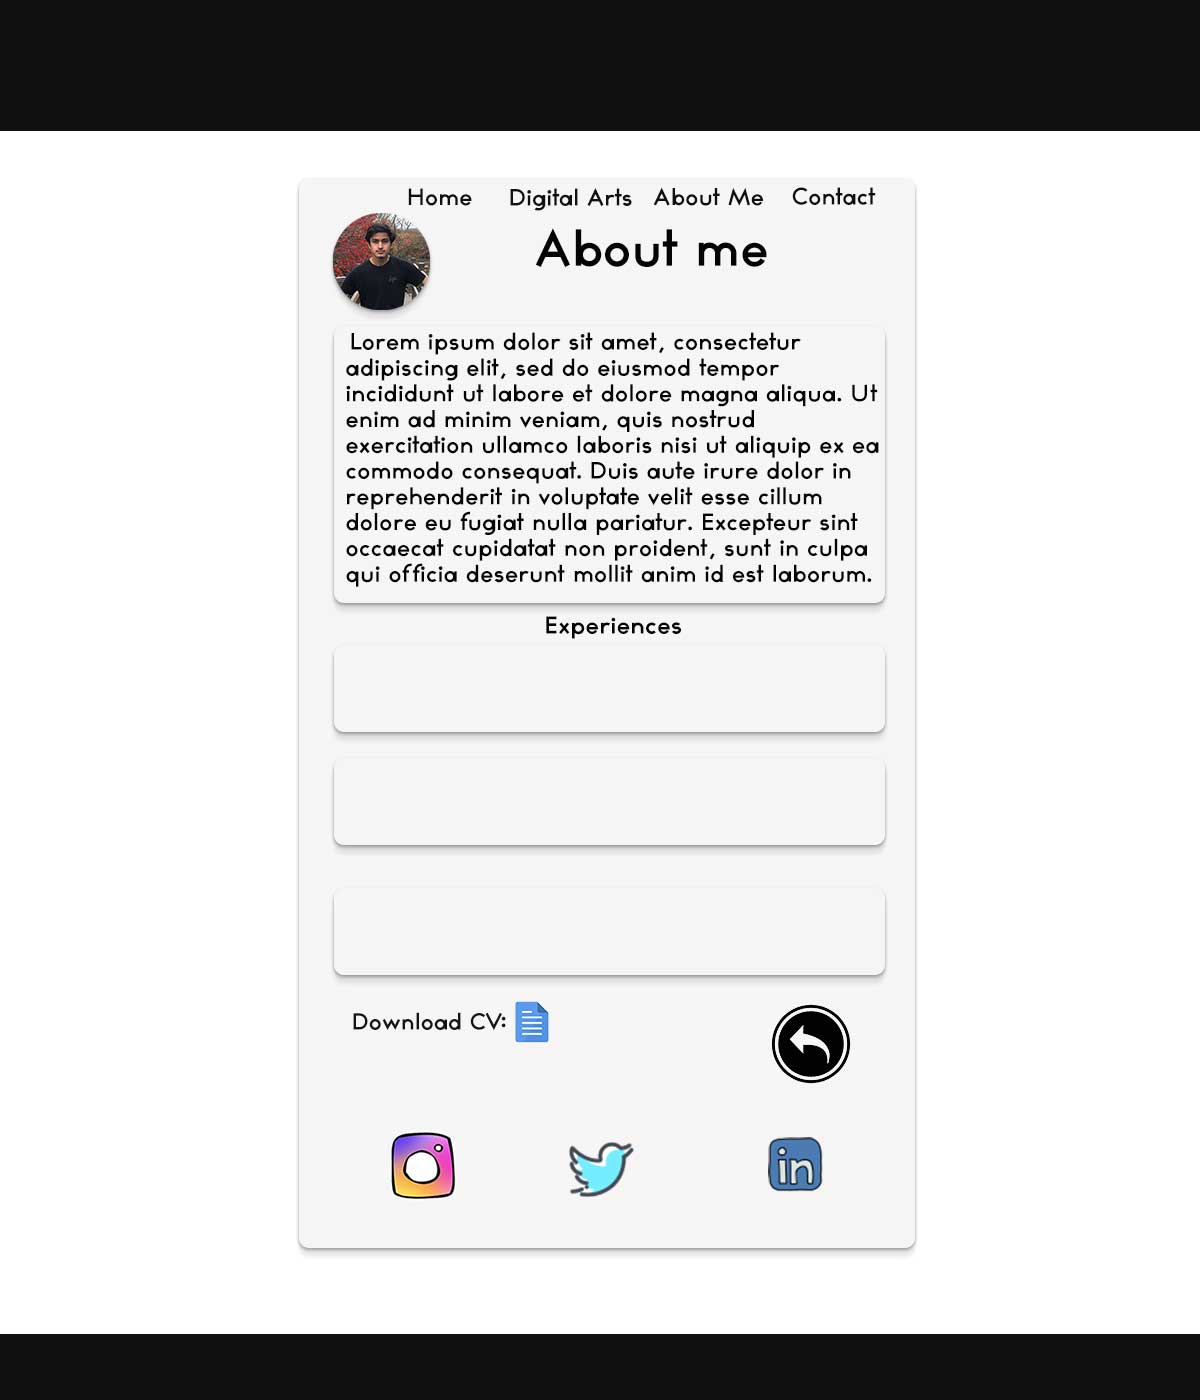 Home Digital Arts About Me Contact
About me
Lorem ipsum dolor sit amet, consectetur
adipiscing elit, sed do eiusmod tempor
incididunt ut labore et dolore magna aliqua. Ut
enim ad minim veniam, quis nostrud
exercitation ullamco laboris nisi ut aliquip ex ea
commodo consequat. Duis aute irure dolor in
reprehenderit in voluptate velit esse cillum
dolore eu fugiat nulla pariatur. Excepteur sint
occaecat cupidatat non proident, sunt in culpa
qui officia deserunt mollit anim id est laborum.
Experiences
Download CV:
in